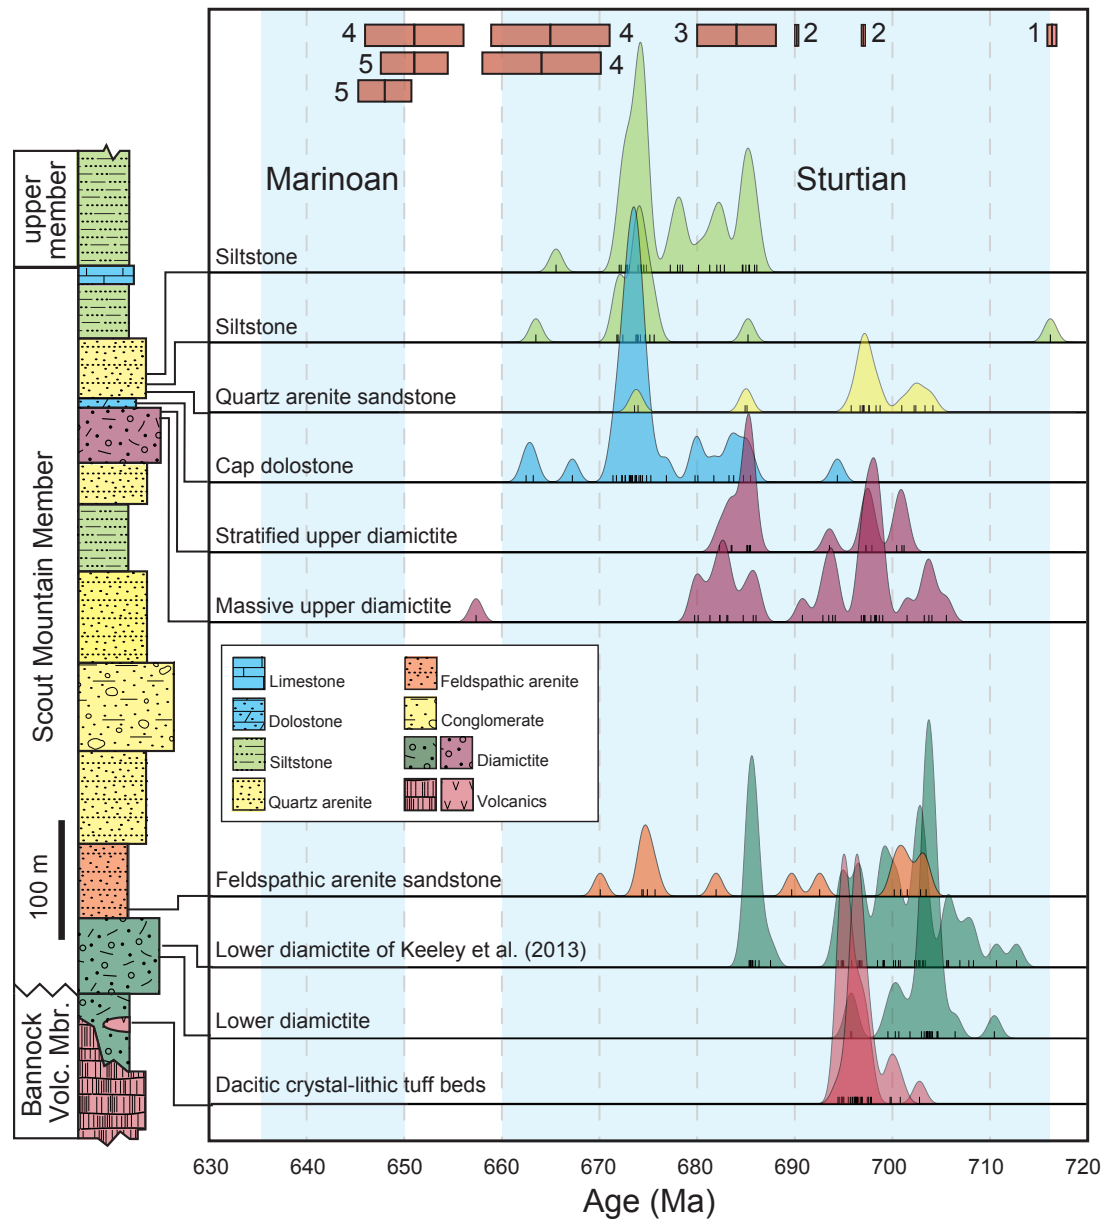 4
4
3
2
2
1
5
4
5
Marinoan
Sturtian
upper
member
Scout Mountain Member
100 m
Bannock
Volc. Mbr.
Siltstone
Siltstone
Quartz arenite sandstone
Cap dolostone
Stratified upper diamictite
Massive upper diamictite
Limestone
Feldspathic arenite
Dolostone
Conglomerate
Siltstone
Diamictite
Quartz arenite
Volcanics
Feldspathic arenite sandstone
Lower diamictite of Keeley et al. (2013)
Lower diamictite
Dacitic crystal-lithic tuff beds
630 640 650 660 670 680 690 700 710 720
Age (Ma)